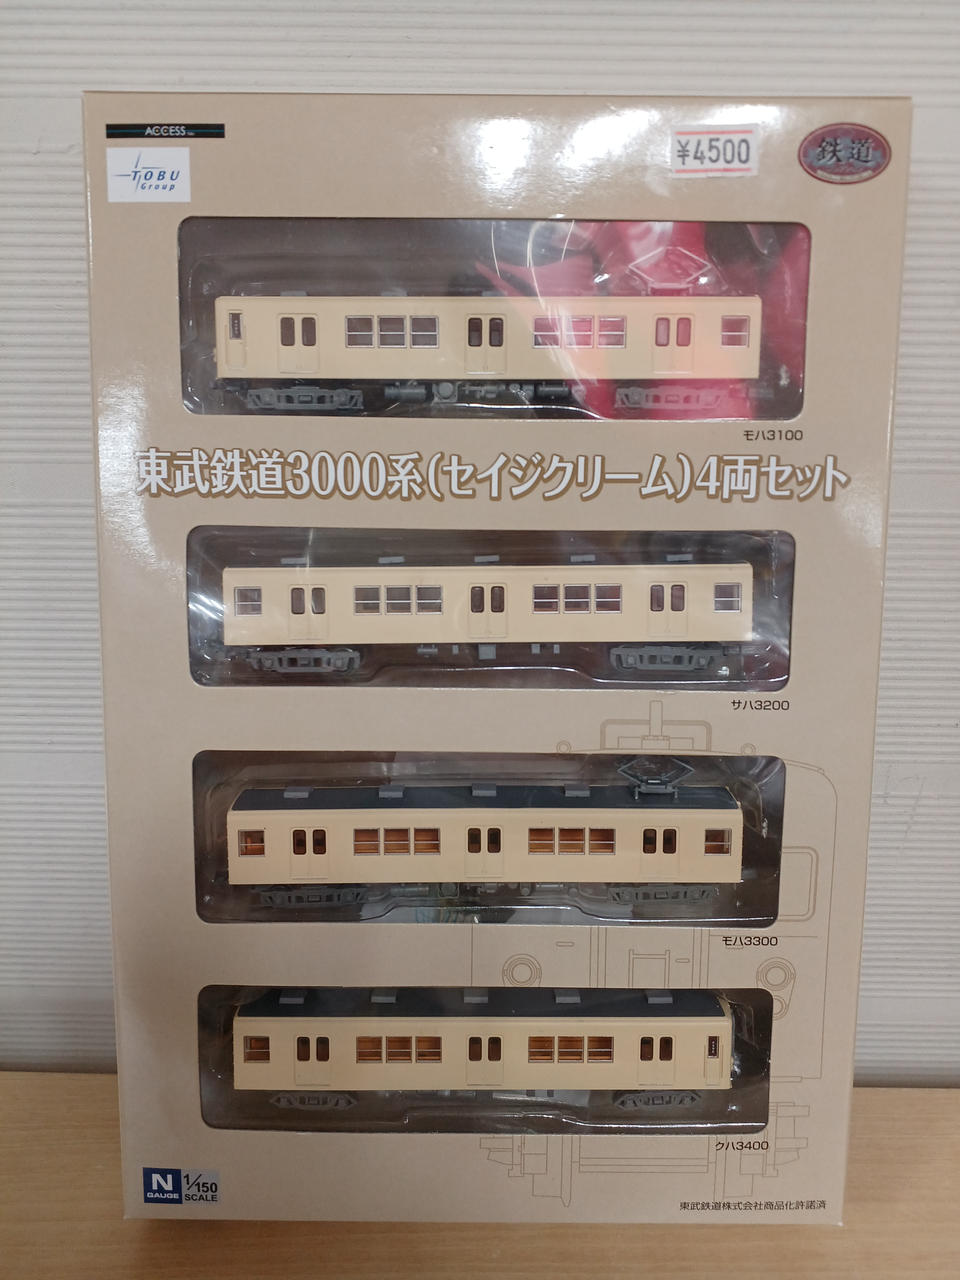 ACCESS
TOBU
Group
¥4500
鉄道
モハ3100
東武鉄道3000系(セイジクリーム)4両セット
サハ3200
モハ3300
クハ3400
N
GAUGE
1/150
SCALE
東武鉄道株式会社商品化許諾済